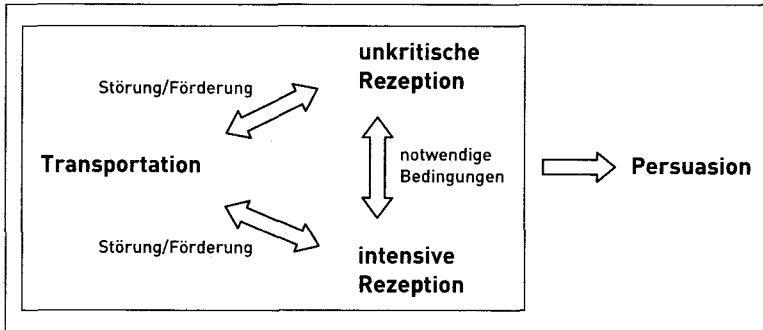 unkritische
Rezeption
Störung/Förderung
Transportation
notwendige
Bedingungen
Persuasion
Störung/Förderung
intensive
Rezeption